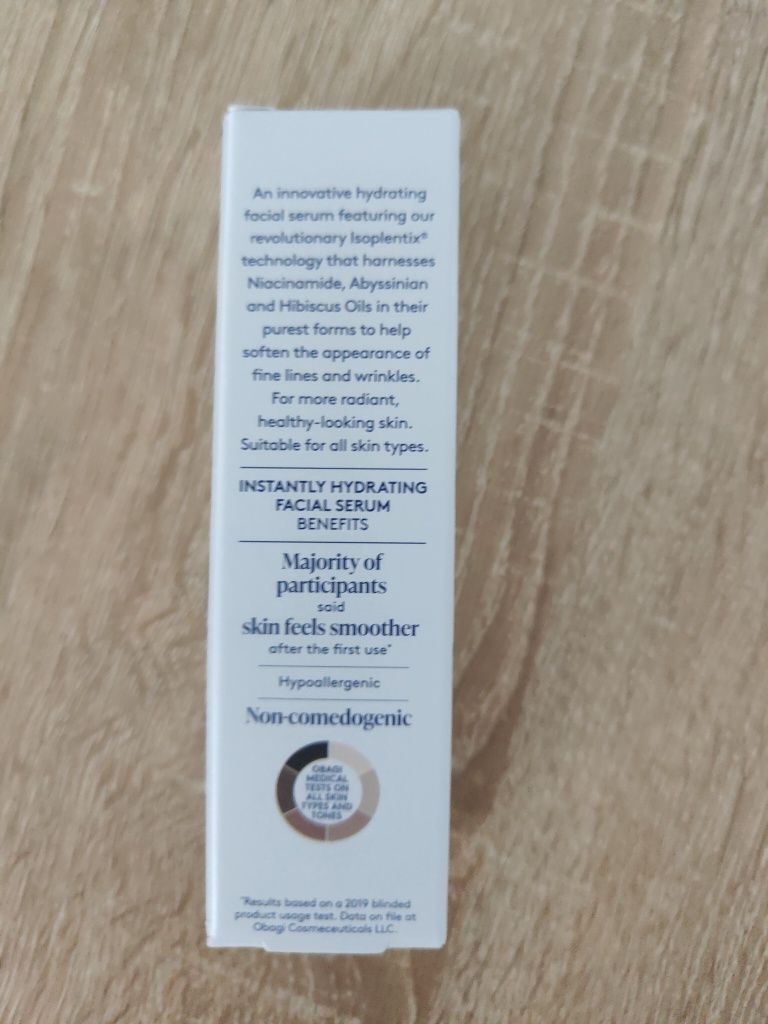 An innovative hydrating
facial serum featuring our
revolutionary Isoplentix®
technology that harnesses
Niacinamide, Abyssinian
and Hibiscus Oils in their
purest forms to help
soften the appearance of
fine lines and wrinkles.
For more radiant,
healthy-looking skin.
Suitable for all skin types.
INSTANTLY HYDRATING
FACIAL SERUM
BENEFITS
Majority of
participants
said
skin feels smoother
after the first use*
Hypoallergenic
Non-comedogenic
OBAGI
MEDICAL
TESTS ON
ALL SKIN
TYPES AND
TONES
*Results based on a 2019 blinded
product usage test. Data on file at
Obagi Cosmeceuticals LLC.